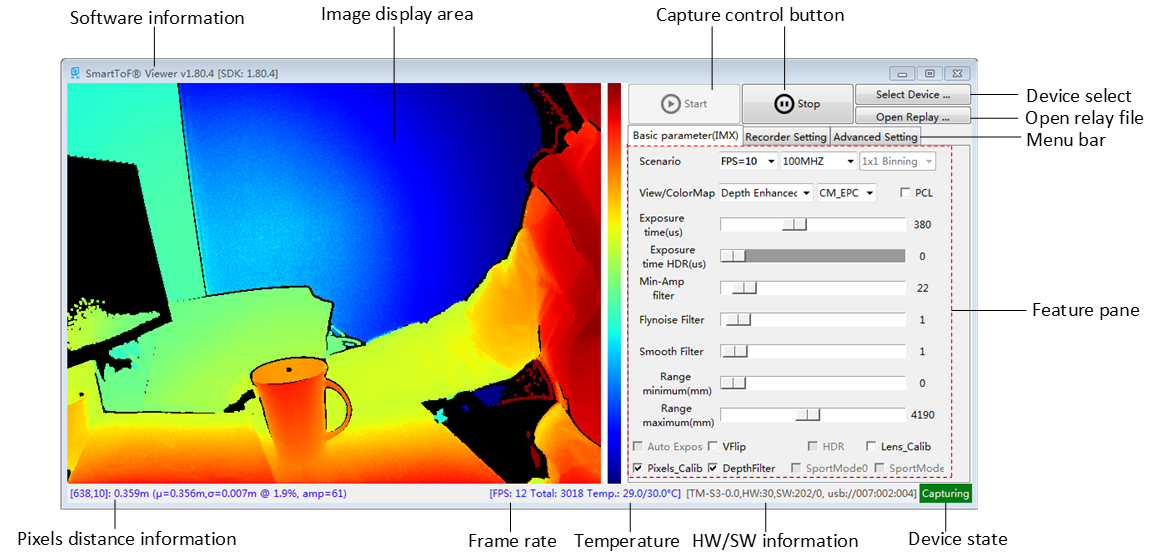 Software information
Image display area
Capture control button
SmartToF® Viewer v1.80.4 [SDK: 1.80.4]
Start
Stop
Select Device ...
Open Replay ...
Device select
Open relay file
Menu bar
Basic parameter(IMX)
Recorder Setting
Advanced Setting
Scenario
FPS=10
100MHZ
1x1 Binning
View/ColorMap
Depth Enhanced
CM_EPC
PCL
Exposure
time(us)
380
Exposure
time HDR(us)
0
Min-Amp
filter
22
Flynoise Filter
1
Feature pane
Smooth Filter
1
Range
minimum(mm)
0
Range
maximum(mm)
4190
Auto Expos
VFlip
HDR
Lens_Calib
Pixels_Calib
DepthFilter
SportMode0
SportMode
[638,10]: 0.359m (μ=0.356m,σ=0.007m @ 1.9%, amp=61)
[FPS: 12 Total: 3018 Temp.: 29.0/30.0°C]
[TM-S3-0.0,HW:30,SW:202/0, usb://007:002:004]
Capturing
Pixels distance information
Frame rate
Temperature
HW/SW information
Device state